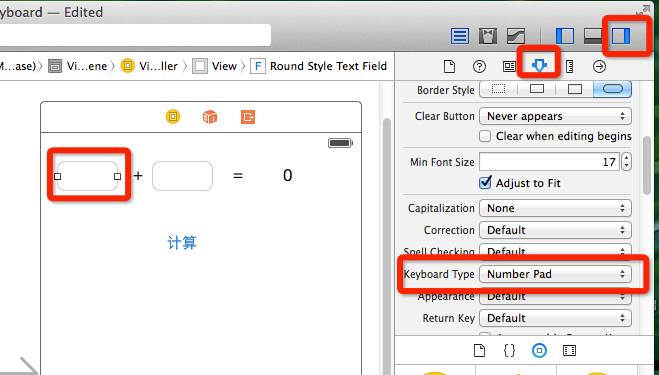 yboard — Edited
M...ase) Vi...ene Vi...ller View F Round Style Text Field
Border Style
Clear Button Never appears
Clear when editing begins
Min Font Size 17
Adjust to Fit
Capitalization None
Correction Default
Spell Checking Default
Keyboard Type Number Pad
Appearance Default
Return Key Default
+ = 0
计算